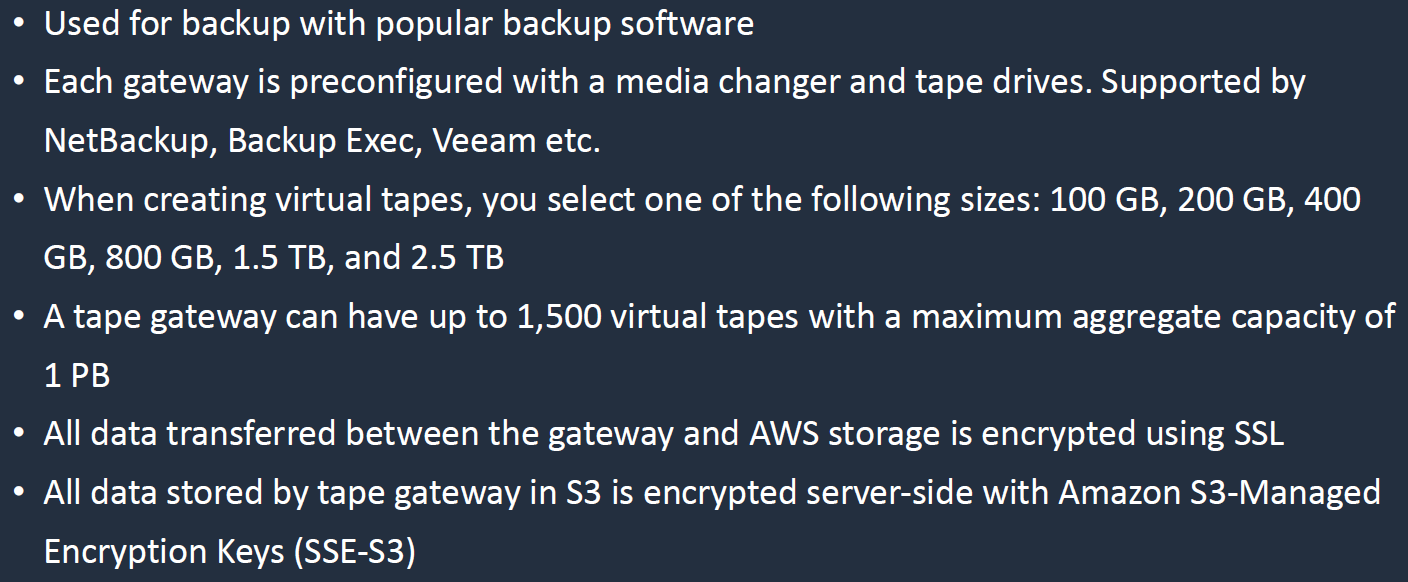 • Used for backup with popular backup software
• Each gateway is preconfigured with a media changer and tape drives. Supported by
NetBackup, Backup Exec, Veeam etc.
• When creating virtual tapes, you select one of the following sizes: 100 GB, 200 GB, 400
GB, 800 GB, 1.5 TB, and 2.5 TB
• A tape gateway can have up to 1,500 virtual tapes with a maximum aggregate capacity of
1 PB
• All data transferred between the gateway and AWS storage is encrypted using SSL
• All data stored by tape gateway in S3 is encrypted server-side with Amazon S3-Managed
Encryption Keys (SSE-S3)